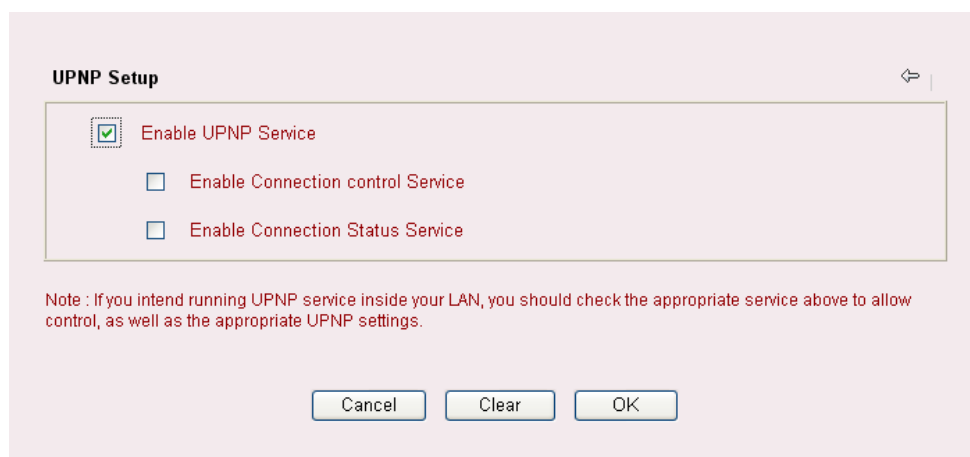 UPNP Setup
Enable UPNP Service
Enable Connection control Service
Enable Connection Status Service
Note : If you intend running UPNP service inside your LAN, you should check the appropriate service above to allow
control, as well as the appropriate UPNP settings.
Cancel Clear OK